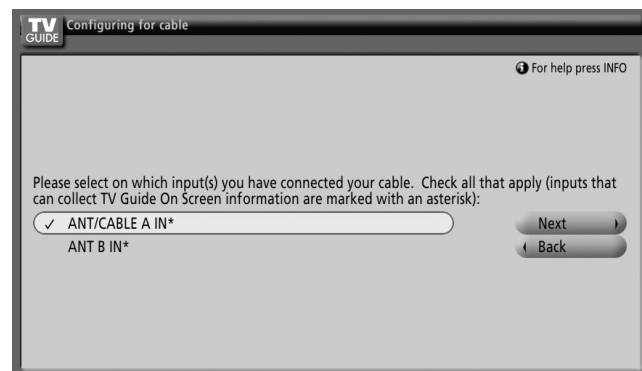 TV
GUIDE
Configuring for cable
i For help press INFO
Please select on which input(s) you have connected your cable. Check all that apply (inputs that
can collect TV Guide On Screen information are marked with an asterisk):
✓ ANT/CABLE A IN*
ANT B IN*
Next
Back